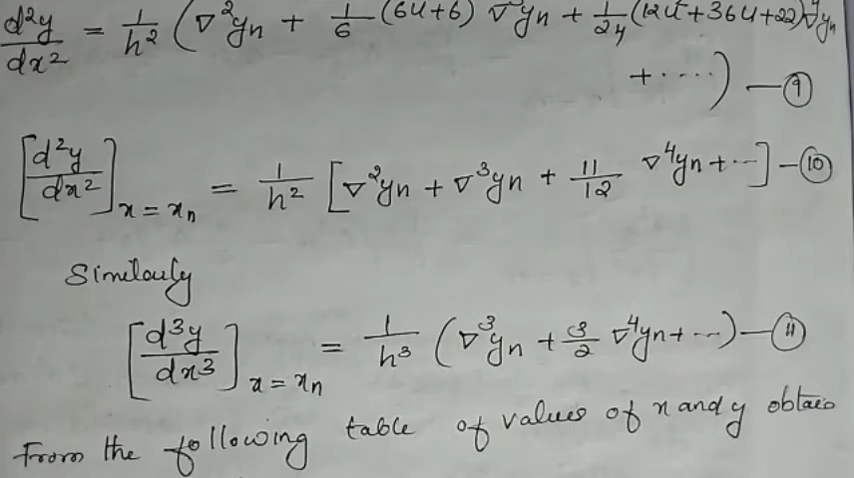 d²y/dx² = 1/h² (∇²yn + 1/6 (6u+6) ∇³yn + 1/24 (12u²+36u+22)∇⁴yn
+ ....) — ⑨
[d²y/dx²]x=xn = 1/h² [∇²yn + ∇³yn + 11/12 ∇⁴yn + ...] — ⑩
Similarly
[d³y/dx³]x=xn = 1/h³ (∇³yn + 3/2 ∇⁴yn + ...) — ⑪
From the following table of values of x and y obtain